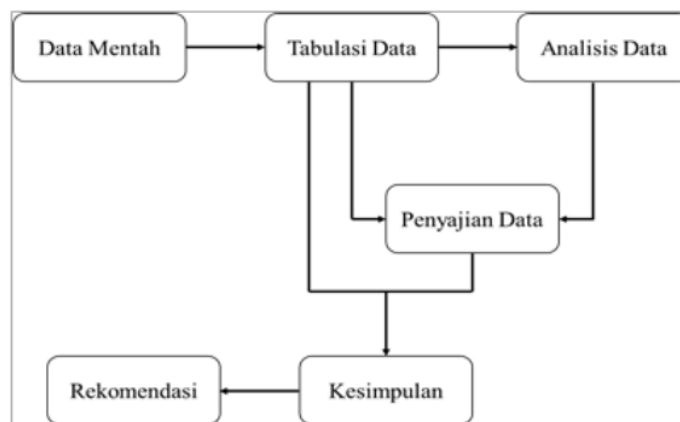 Data Mentah
Tabulasi Data
Analisis Data
Penyajian Data
Rekomendasi
Kesimpulan